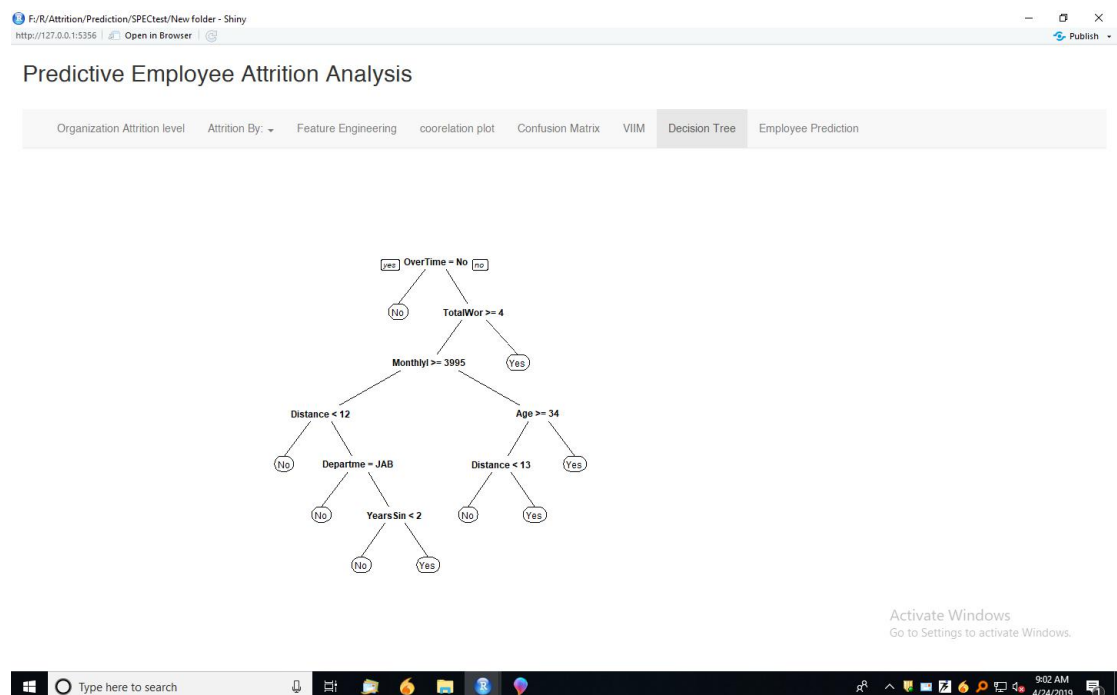 F:/R/Attrition/Prediction/SPECtest/New folder - Shiny
http://127.0.0.1:5356 Open in Browser Publish
Predictive Employee Attrition Analysis
Organization Attrition level Attrition By: Feature Engineering coorelation plot Confusion Matrix VIIM Decision Tree Employee Prediction
yes OverTime = No no
No TotalWor >= 4
MonthlyI >= 3995 Yes
Distance < 12 Age >= 34
No Departme = JAB Distance < 13 Yes
No YearsSin < 2 No Yes
No Yes
Activate Windows
Go to Settings to activate Windows.
Type here to search
9:02 AM
4/24/2019